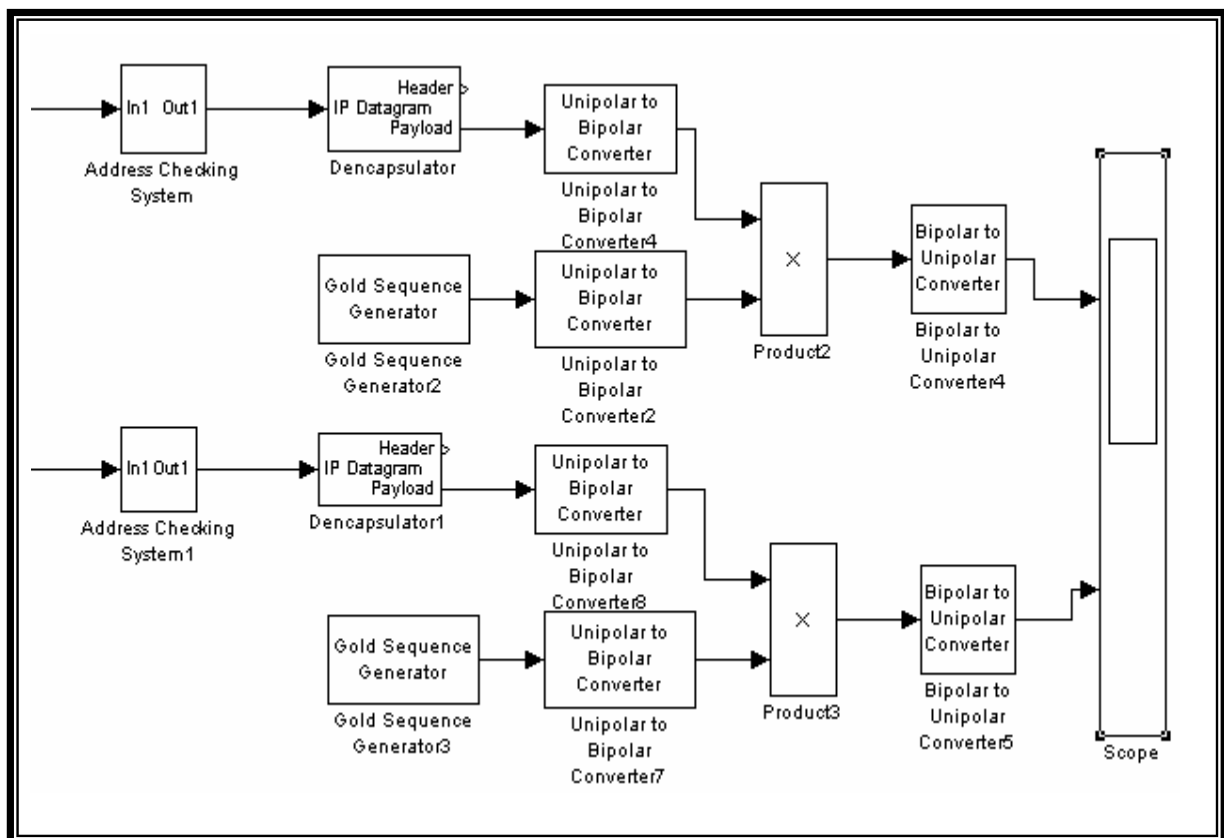 In1 Out1
Address Checking
System
Header
IP Datagram
Payload
Dencapsulator
Unipolar to
Bipolar
Converter
Unipolar to
Bipolar
Converter4
Gold Sequence
Generator
Gold Sequence
Generator2
Unipolar to
Bipolar
Converter
Unipolar to
Bipolar
Converter2
×
Product2
Bipolar to
Unipolar
Converter
Bipolar to
Unipolar
Converter4
In1 Out1
Address Checking
System1
Header
IP Datagram
Payload
Dencapsulator1
Unipolar to
Bipolar
Converter
Unipolar to
Bipolar
Converter8
Gold Sequence
Generator
Gold Sequence
Generator3
Unipolar to
Bipolar
Converter
Unipolar to
Bipolar
Converter7
×
Product3
Bipolar to
Unipolar
Converter
Bipolar to
Unipolar
Converter5
Scope